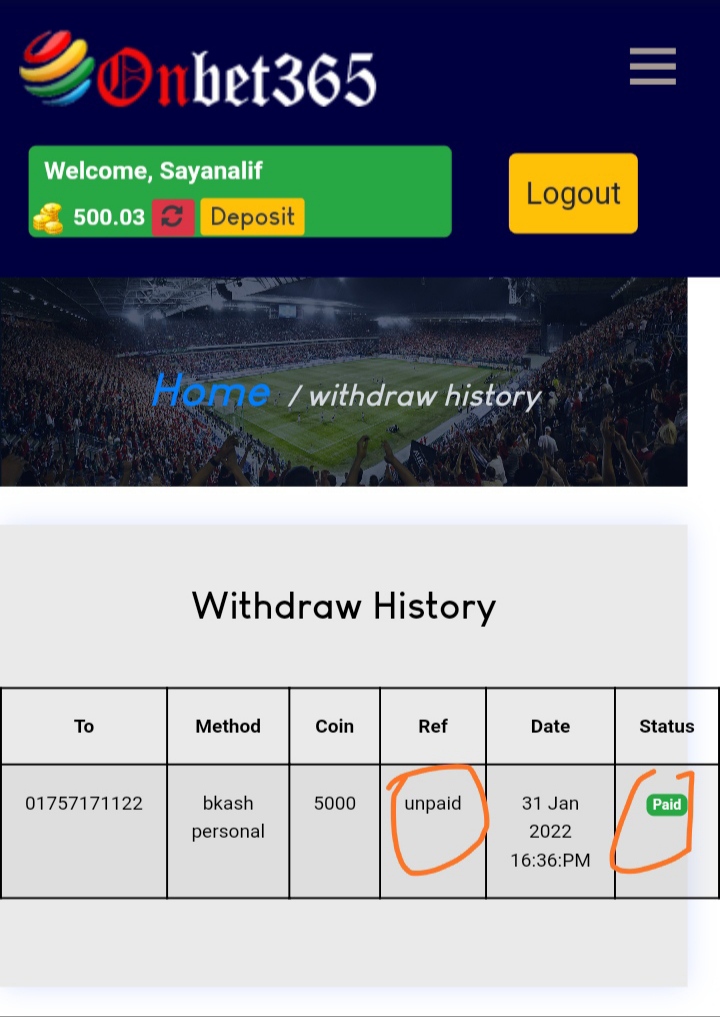 Onbet365
Welcome, Sayanalif
500.03 Deposit
Logout
Home / withdraw history
Withdraw History
To Method Coin Ref Date Status
01757171122 bkash personal 5000 unpaid 31 Jan 2022 16:36:PM Paid